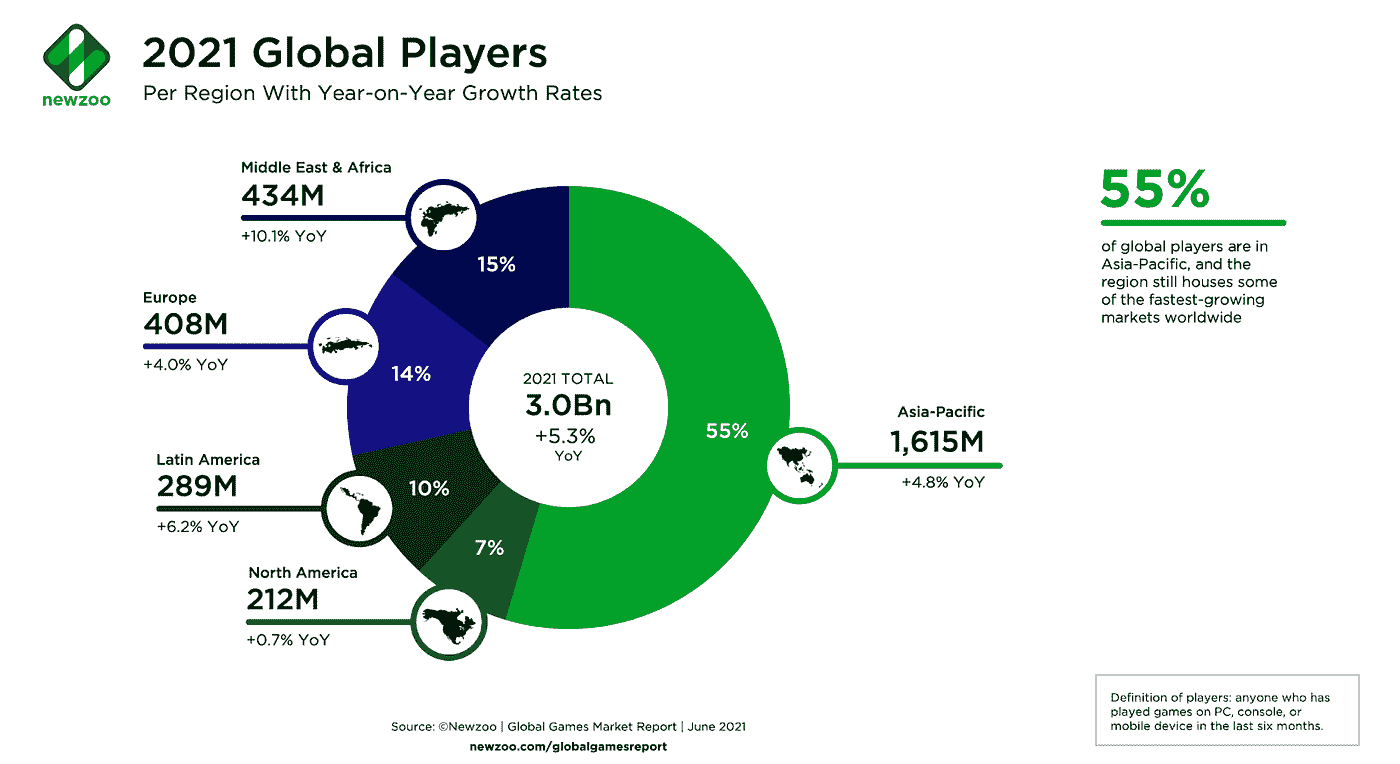 newzoo
2021 Global Players
Per Region With Year-on-Year Growth Rates
Middle East & Africa
434M
+10.1% YoY
15%
Europe
408M
+4.0% YoY
14%
Latin America
289M
+6.2% YoY
10%
North America
212M
+0.7% YoY
7%
2021 TOTAL
3.0Bn
+5.3%
YoY
55%
Asia-Pacific
1,615M
+4.8% YoY
55%
of global players are in
Asia-Pacific, and the
region still houses some
of the fastest-growing
markets worldwide
Definition of players: anyone who has
played games on PC, console, or
mobile device in the last six months.
Source: ©Newzoo | Global Games Market Report | June 2021
newzoo.com/globalgamesreport